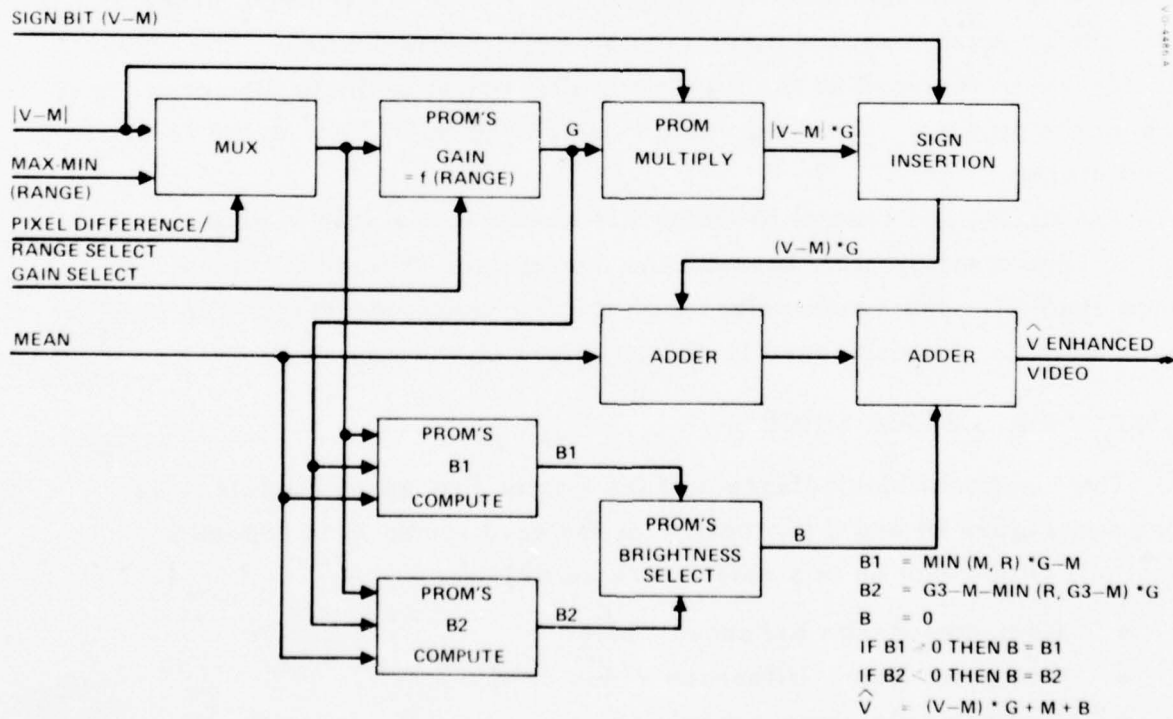 SIGN BIT (V-M)
|V-M|
MAX-MIN
(RANGE)
PIXEL DIFFERENCE/
RANGE SELECT
GAIN SELECT
MEAN
MUX
PROM'S
GAIN
= f (RANGE)
G
PROM
MULTIPLY
|V-M| *G
SIGN
INSERTION
(V-M) *G
ADDER
ADDER
^
V ENHANCED
VIDEO
PROM'S
B1
COMPUTE
B1
PROM'S
B2
COMPUTE
B2
PROM'S
BRIGHTNESS
SELECT
B
B1 = MIN (M, R) *G-M
B2 = G3-M-MIN (R, G3-M) *G
B = 0
IF B1 0 THEN B = B1
IF B2 < 0 THEN B = B2
^
V = (V-M) * G + M + B